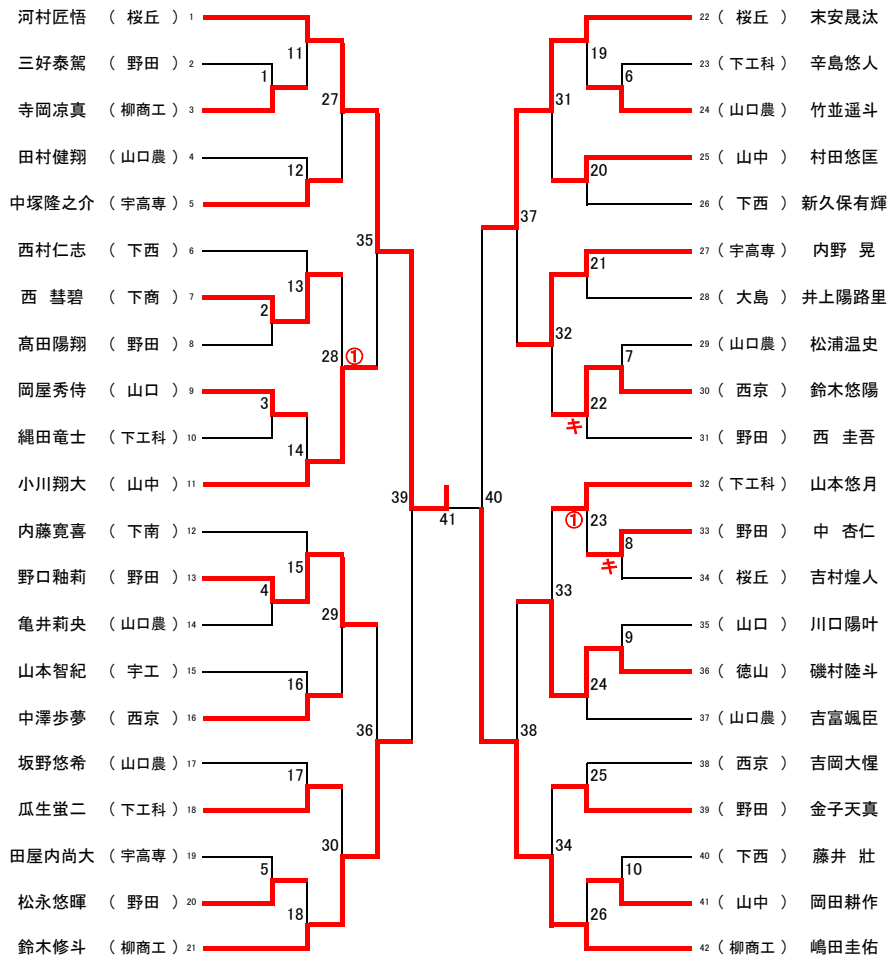 河村匠悟 ( 桜丘 ) 1
三好泰駕 ( 野田 ) 2
寺岡凉真 ( 柳商工 ) 3
田村健翔 ( 山口農 ) 4
中塚隆之介 ( 宇高専 ) 5
西村仁志 ( 下西 ) 6
西 彗碧 ( 下商 ) 7
髙田陽翔 ( 野田 ) 8
岡屋秀侍 ( 山口 ) 9
縄田竜士 ( 下工科 ) 10
小川翔大 ( 山中 ) 11
内藤寛喜 ( 下南 ) 12
野口釉莉 ( 野田 ) 13
亀井莉央 ( 山口農 ) 14
山本智紀 ( 宇工 ) 15
中澤歩夢 ( 西京 ) 16
坂野悠希 ( 山口農 ) 17
瓜生蛍二 ( 下工科 ) 18
田屋内尚大 ( 宇高専 ) 19
松永悠暉 ( 野田 ) 20
鈴木修斗 ( 柳商工 ) 21
1
2
3
4
5
11
12
13
14
15
16
17
18
27
28 ①
29
30
35
36
39
41
40
37
38
31
32
33
34
19
20
21
22
キ
① 23
キ
24
25
26
6
7
8
9
10
22 ( 桜丘 ) 末安晟汰
23 ( 下工科 ) 辛島悠人
24 ( 山口農 ) 竹並遥斗
25 ( 山中 ) 村田悠匡
26 ( 下西 ) 新久保有輝
27 ( 宇高専 ) 内野 晃
28 ( 大島 ) 井上陽路里
29 ( 山口農 ) 松浦温史
30 ( 西京 ) 鈴木悠陽
31 ( 野田 ) 西 圭吾
32 ( 下工科 ) 山本悠月
33 ( 野田 ) 中 杏仁
34 ( 桜丘 ) 吉村煌人
35 ( 山口 ) 川口陽叶
36 ( 徳山 ) 磯村陸斗
37 ( 山口農 ) 吉富颯臣
38 ( 西京 ) 吉岡大惺
39 ( 野田 ) 金子天真
40 ( 下西 ) 藤井 壯
41 ( 山中 ) 岡田耕作
42 ( 柳商工 ) 嶋田圭佑